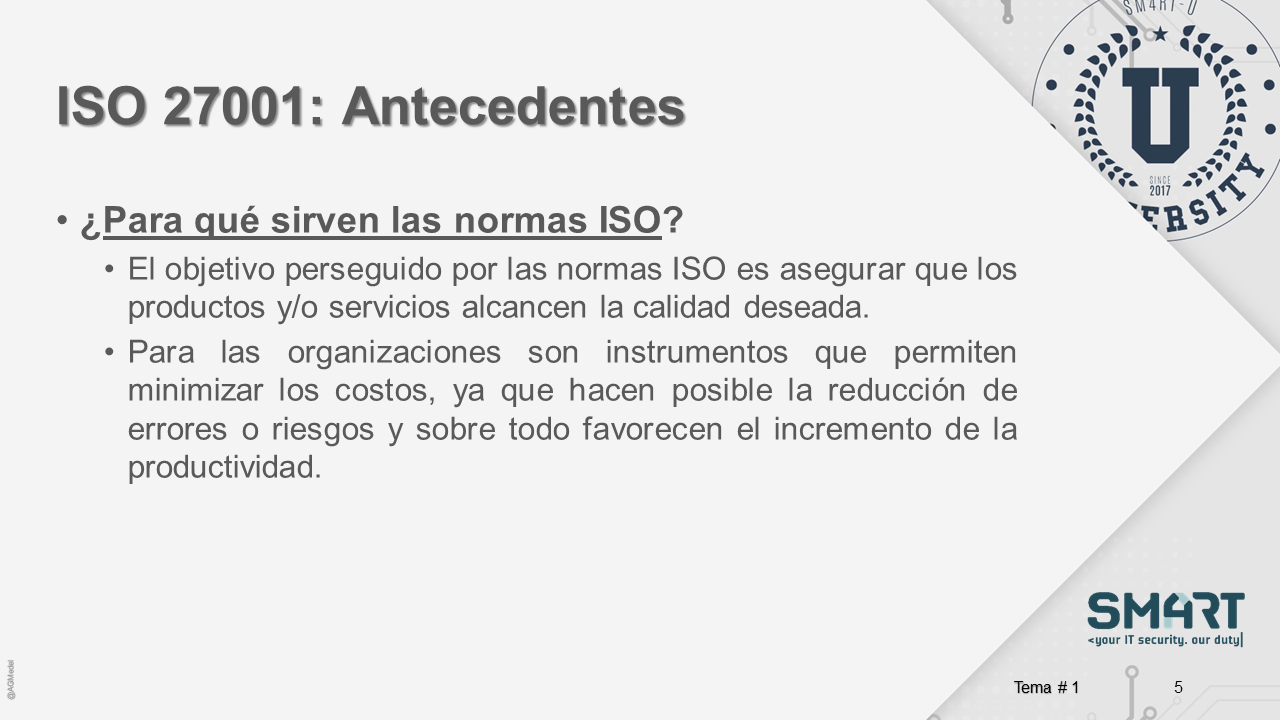 SM4RT-U
ISO 27001: Antecedentes
U
SINCE
2017
• ¿Para qué sirven las normas ISO?
• El objetivo perseguido por las normas ISO es asegurar que los
productos y/o servicios alcancen la calidad deseada.
• Para las organizaciones son instrumentos que permiten
minimizar los costos, ya que hacen posible la reducción de
errores o riesgos y sobre todo favorecen el incremento de la
productividad.
SM4RT
<your IT security. our duty|
@AGMedel
Tema # 1
5